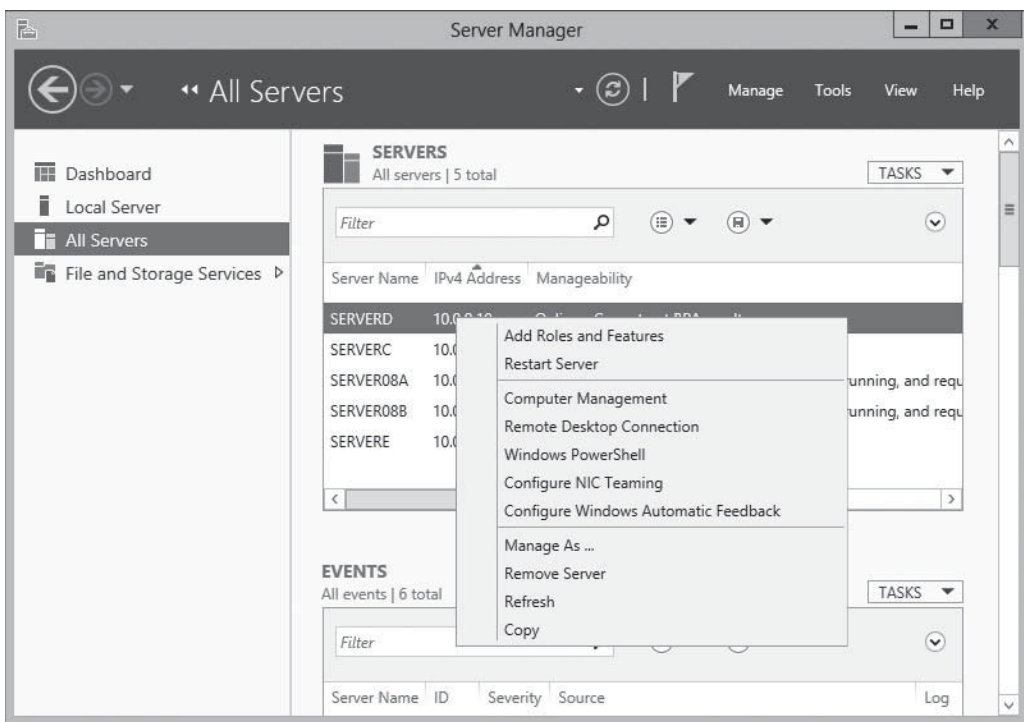 Server Manager
All Servers
Manage Tools View Help
Dashboard
Local Server
All Servers
File and Storage Services
SERVERS
All servers | 5 total
TASKS
Filter
Server Name IPv4 Address Manageability
SERVERD
SERVERC
SERVER08A unning, and requ
SERVER08B unning, and requ
SERVERE
Add Roles and Features
Restart Server
Computer Management
Remote Desktop Connection
Windows PowerShell
Configure NIC Teaming
Configure Windows Automatic Feedback
Manage As ...
Remove Server
Refresh
Copy
EVENTS
All events | 6 total
TASKS
Filter
Server Name ID Severity Source Log